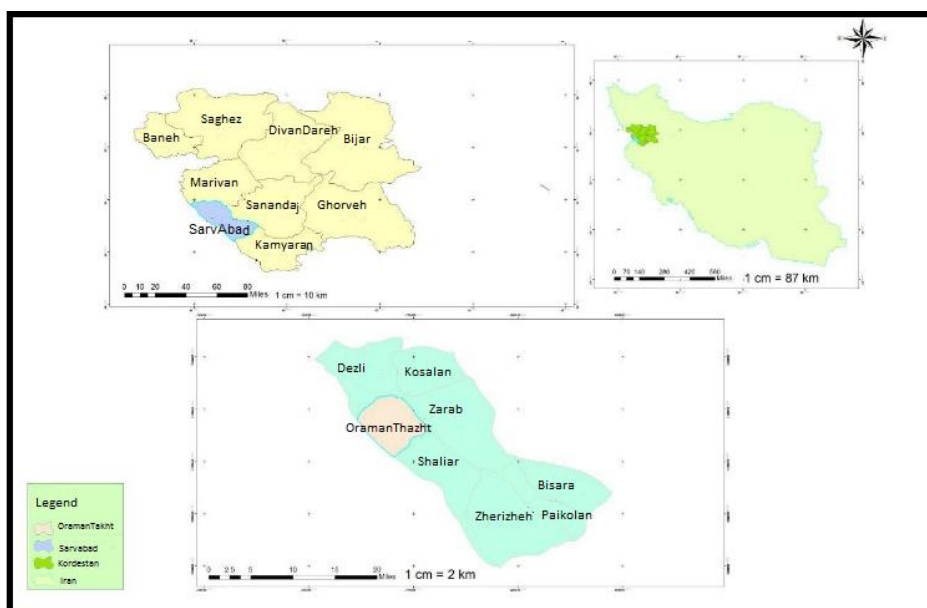 Saghez
Baneh
DivanDareh
Bijar
Marivan
Sanandaj
Ghorveh
SarvAbad
Kamyaran
0 10 20 40 60 80
Miles
1 cm = 10 km
0 70 140 280 420 560
Miles
1 cm = 87 km
Dezli
Kosalan
Zarab
OramanThazht
Shaliar
Bisara
Zherizheh
Paikolan
0 2.5 5 10 15 20
Miles
1 cm = 2 km
Legend
OramanTakht
Sarvabad
Kordestan
Iran